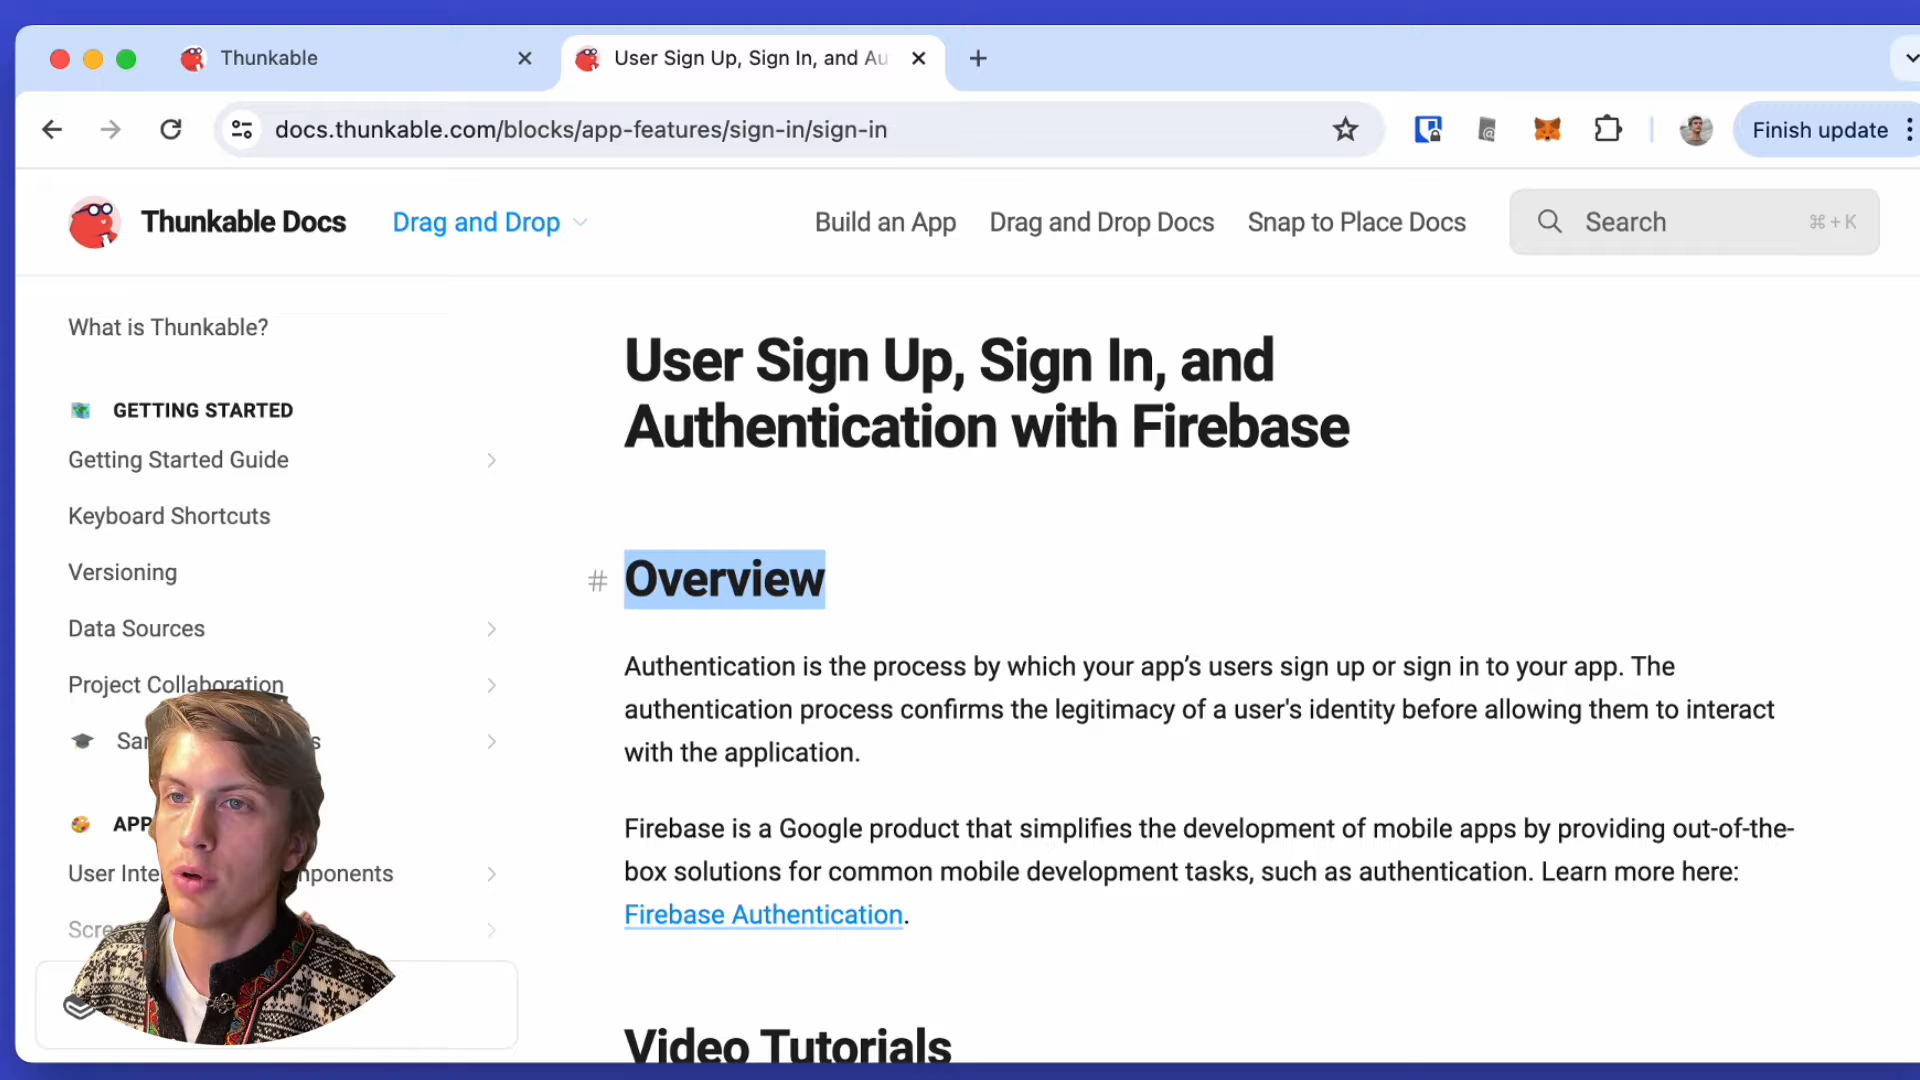 Thunkable
User Sign Up, Sign In, and Au
docs.thunkable.com/blocks/app-features/sign-in/sign-in
Finish update
Thunkable Docs
Drag and Drop
Build an App
Drag and Drop Docs
Snap to Place Docs
Search
⌘+K
What is Thunkable?
GETTING STARTED
Getting Started Guide
Keyboard Shortcuts
Versioning
Data Sources
Project Collaboration
User Sign Up, Sign In, and
Authentication with Firebase
# Overview
Authentication is the process by which your app’s users sign up or sign in to your app. The
authentication process confirms the legitimacy of a user's identity before allowing them to interact
with the application.
Firebase is a Google product that simplifies the development of mobile apps by providing out-of-the-
box solutions for common mobile development tasks, such as authentication. Learn more here:
Firebase Authentication.
Video Tutorials